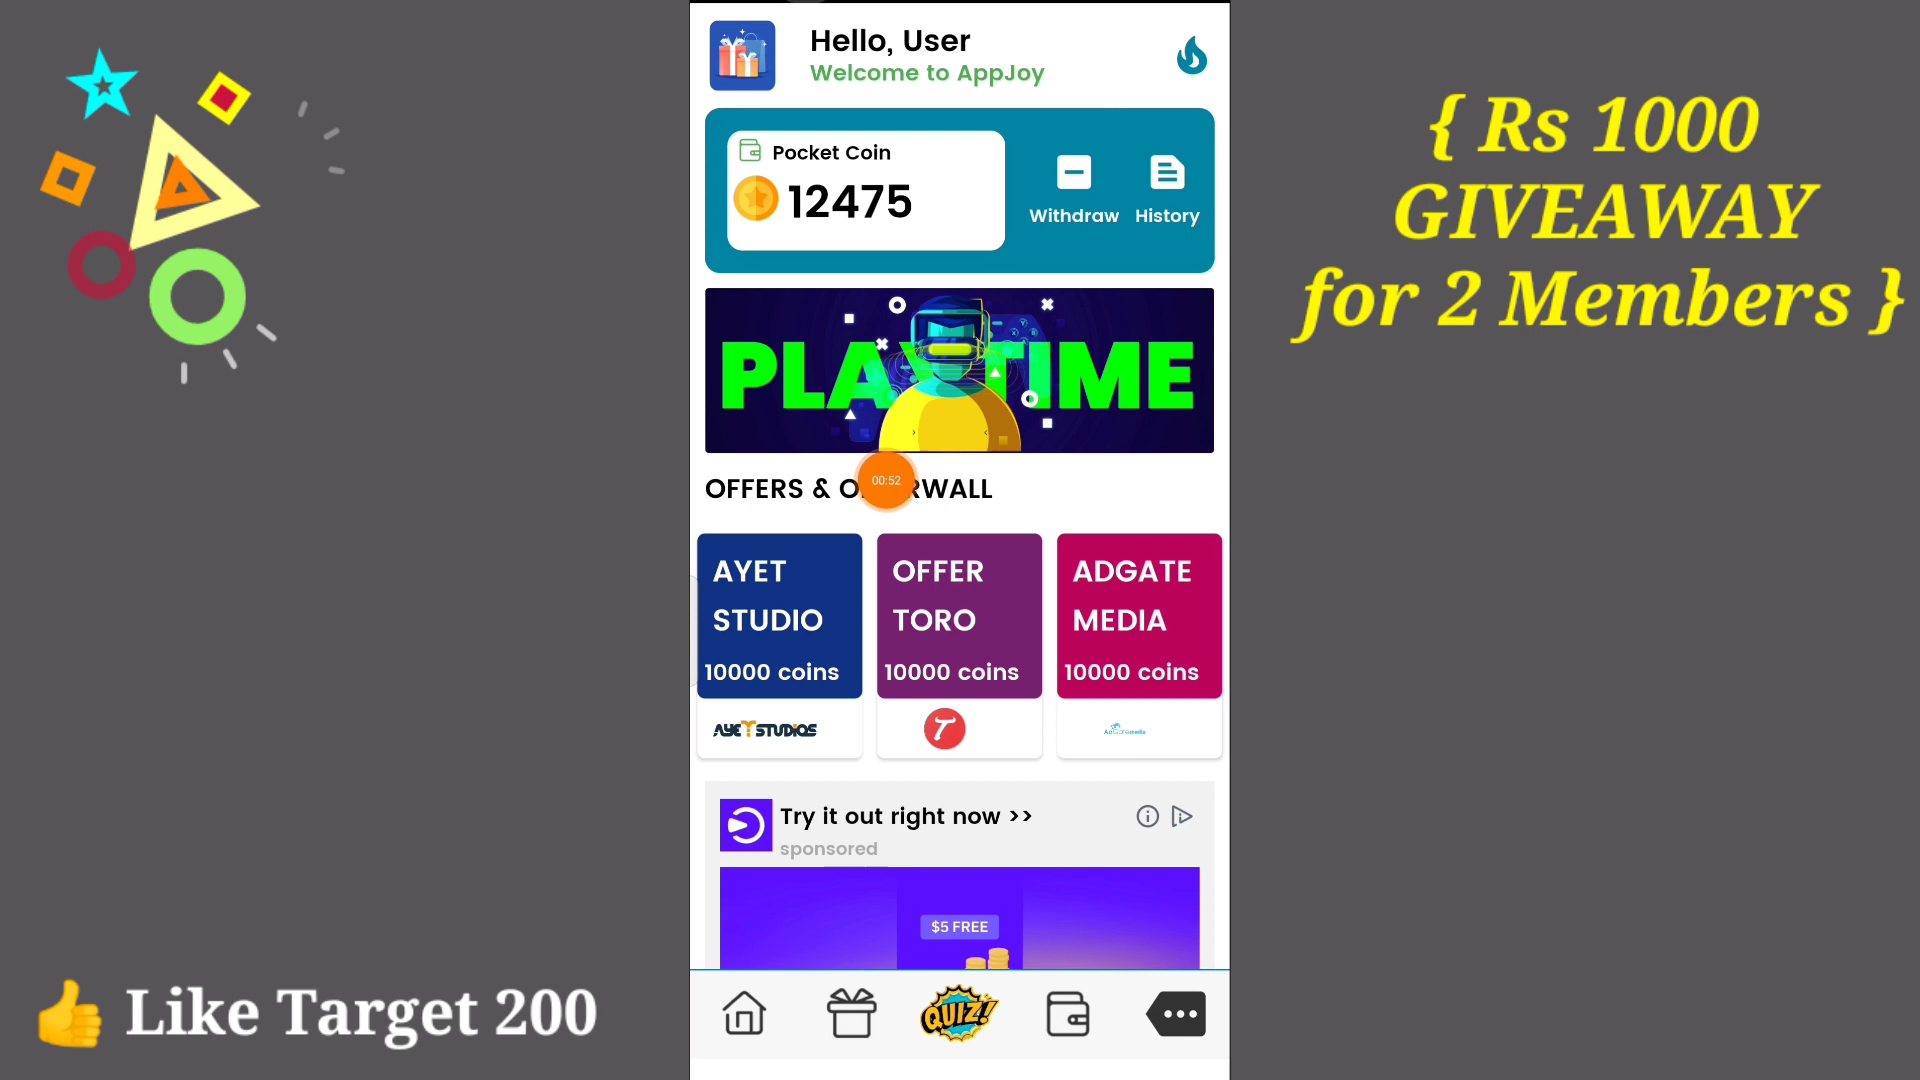 Hello, User
Welcome to AppJoy
Pocket Coin
12475
Withdraw
History
{ Rs 1000
GIVEAWAY
for 2 Members }
PLAYTIME
OFFERS & O
RWALL
00:52
AYET
STUDIO
10000 coins
OFFER
TORO
10000 coins
ADGATE
MEDIA
10000 coins
AYETSTUDIOS
T
AdGatemedia
Try it out right now >>
sponsored
$5 FREE
QUIZ!
Like Target 200